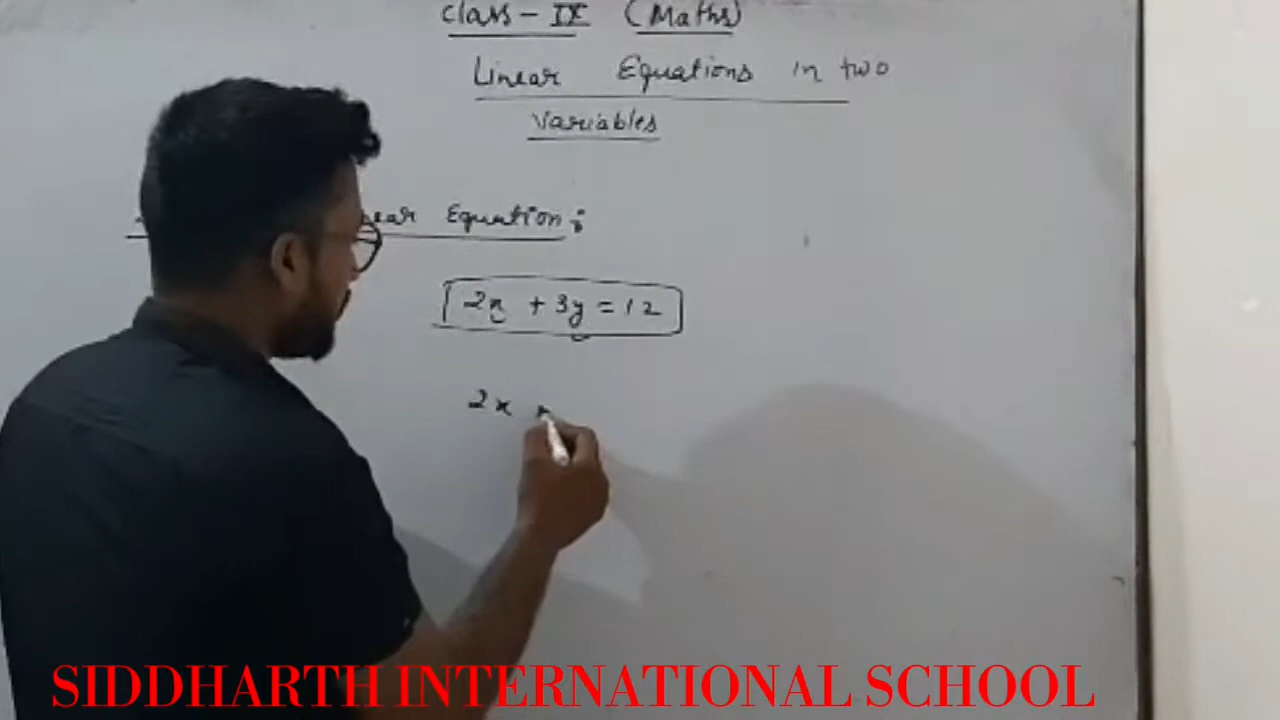 Class - IX (Maths)
Linear Equations in two
Variables
Equation :
2x + 3y = 12
2x
SIDDHARTH INTERNATIONAL SCHOOL